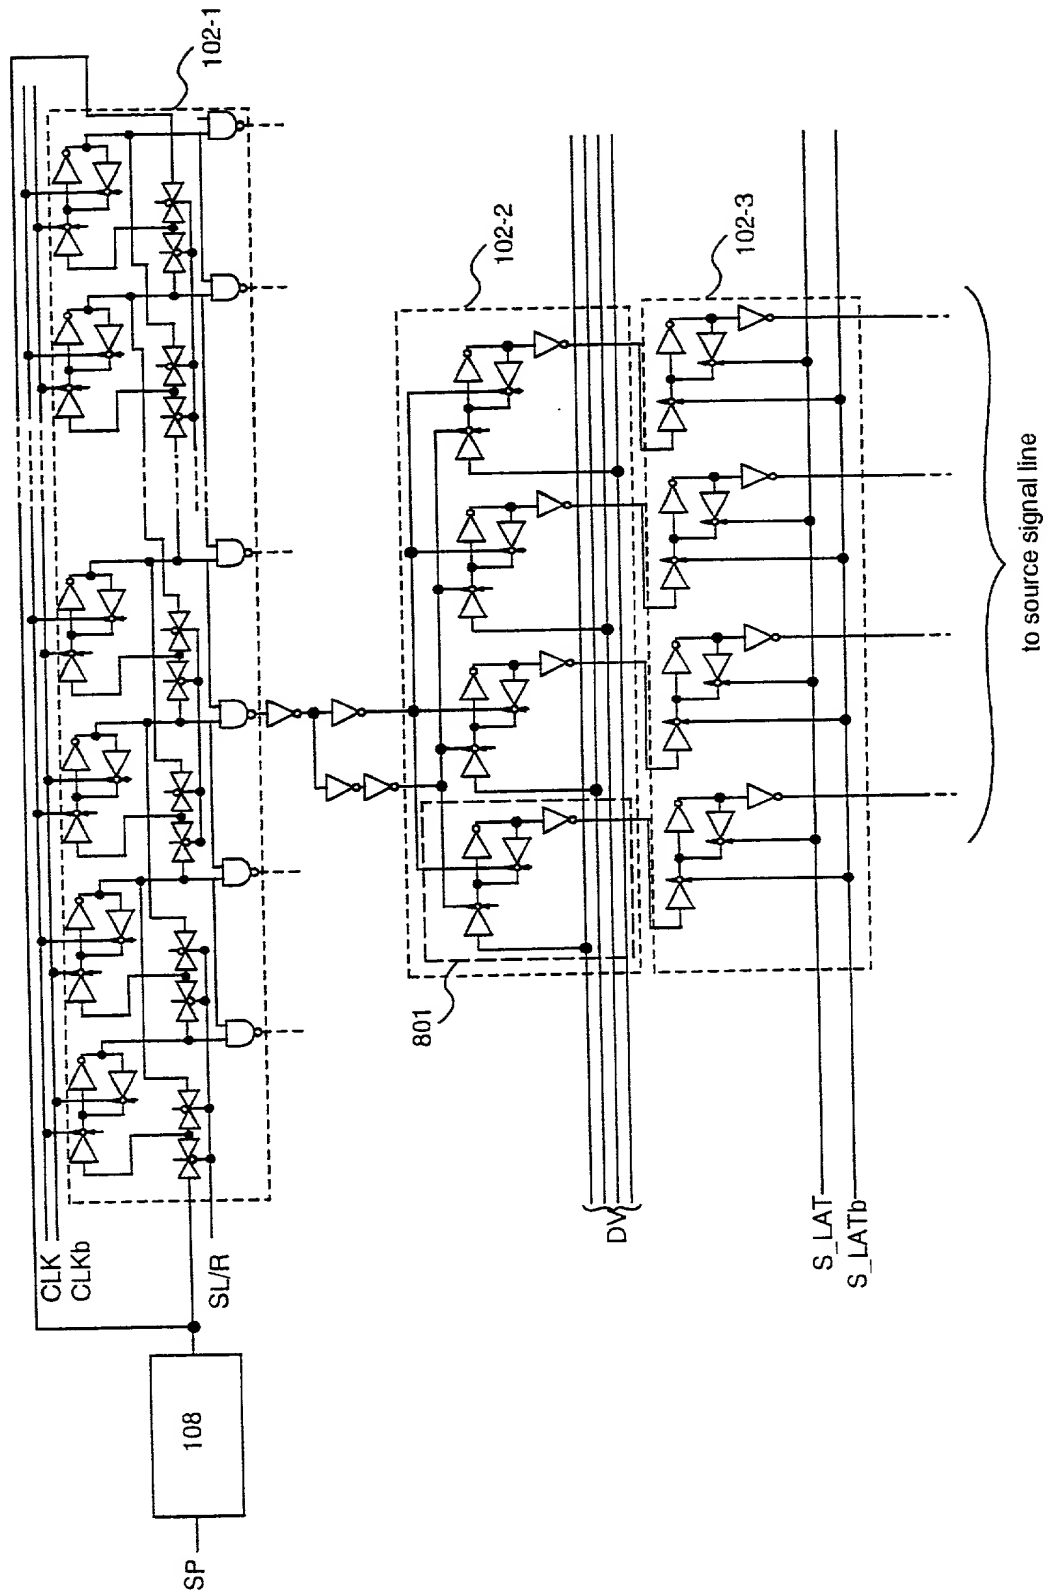 102-1
102-2
102-3
801
CLK
CLKb
SL/R
108
SP
DV
S_LAT
S_LATb
to source signal line